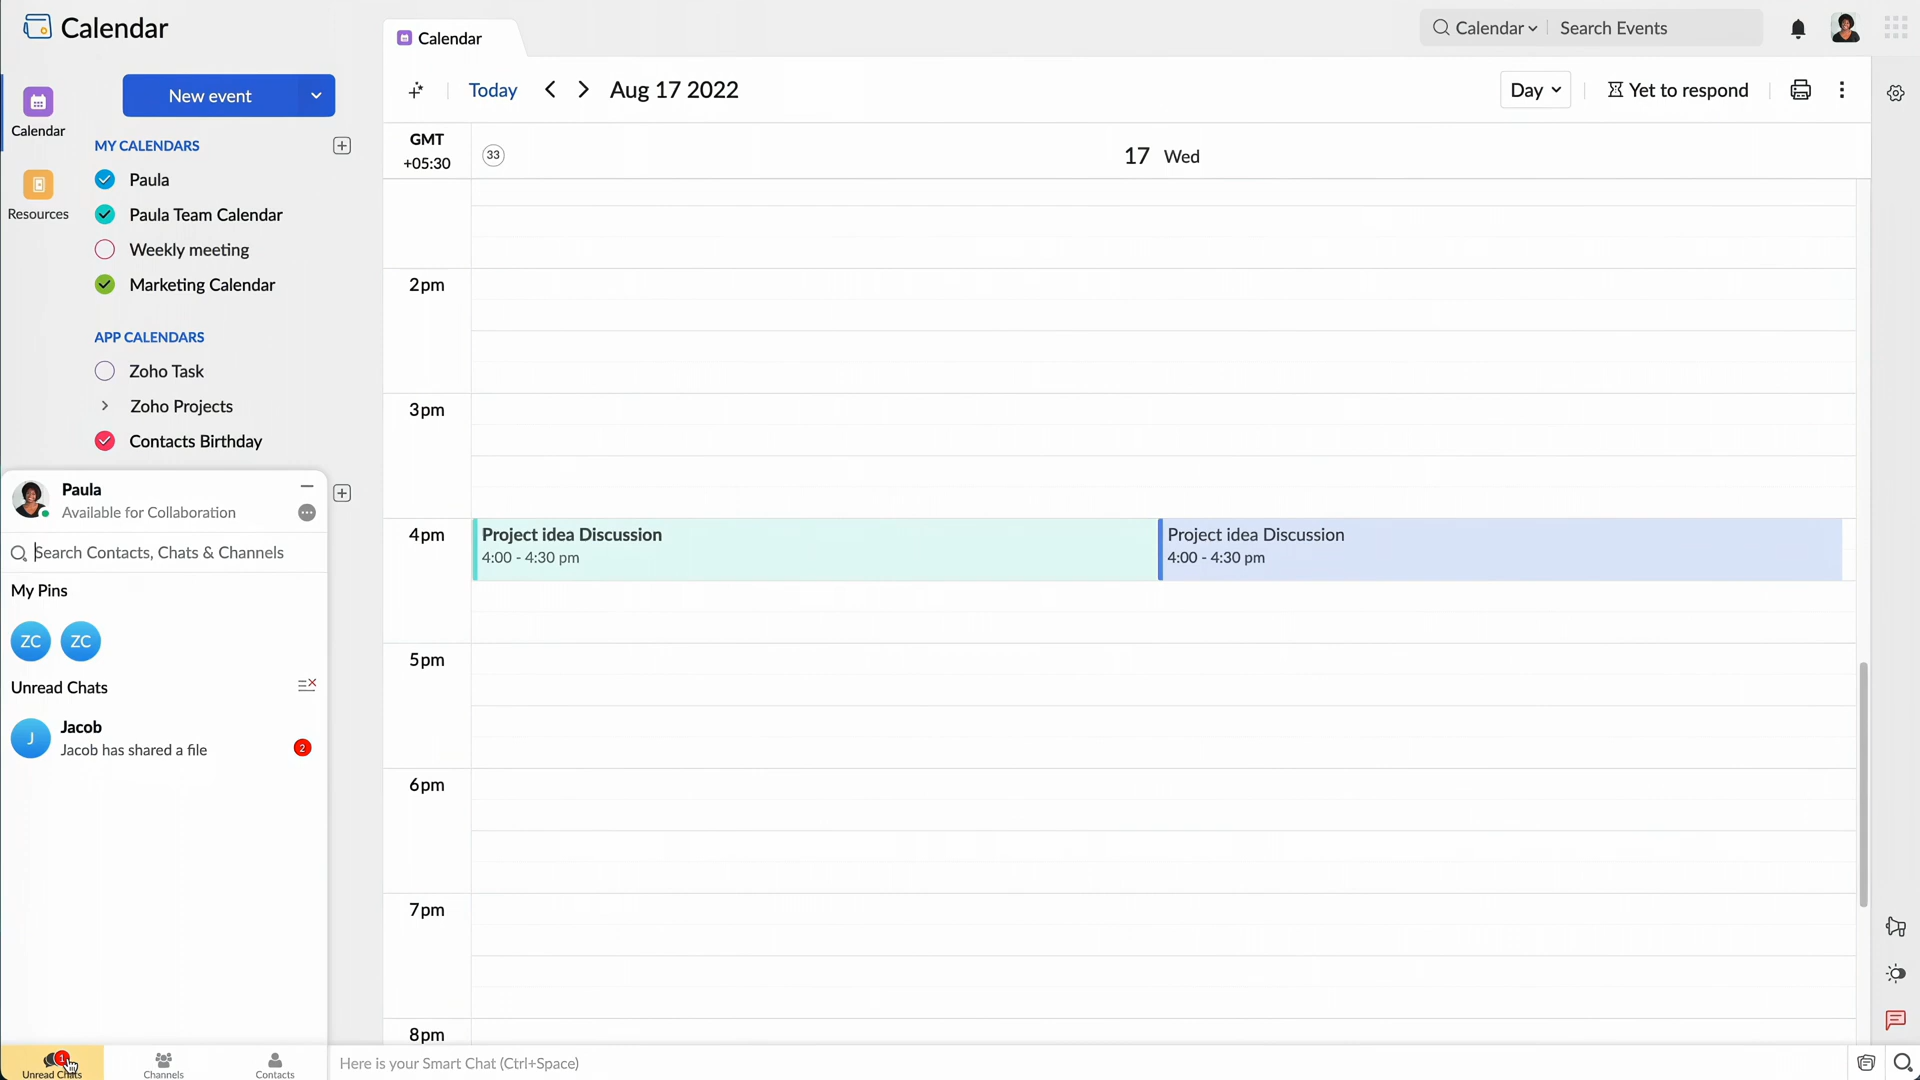 Calendar
Calendar
Calendar
Search Events
New event
Calendar
Resources
MY CALENDARS
Paula
Paula Team Calendar
Weekly meeting
Marketing Calendar
APP CALENDARS
Zoho Task
Zoho Projects
Contacts Birthday
Today
Aug 17 2022
Day
Yet to respond
GMT
+05:30
33
17 Wed
2pm
3pm
4pm
Project idea Discussion
4:00 - 4:30 pm
Project idea Discussion
4:00 - 4:30 pm
5pm
6pm
7pm
8pm
Paula
Available for Collaboration
Search Contacts, Chats & Channels
My Pins
ZC
ZC
Unread Chats
J
Jacob
Jacob has shared a file
2
1
Unread Chats
Channels
Contacts
Here is your Smart Chat (Ctrl+Space)